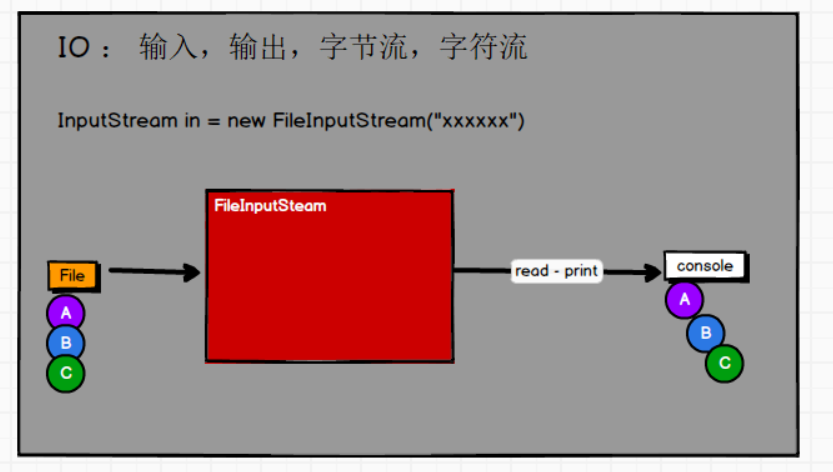 IO： 输入，输出，字节流，字符流
InputStream in = new FileInputStream("xxxxxx")
FileInputSteam
File
read - print
console
A
B
C
A
B
C